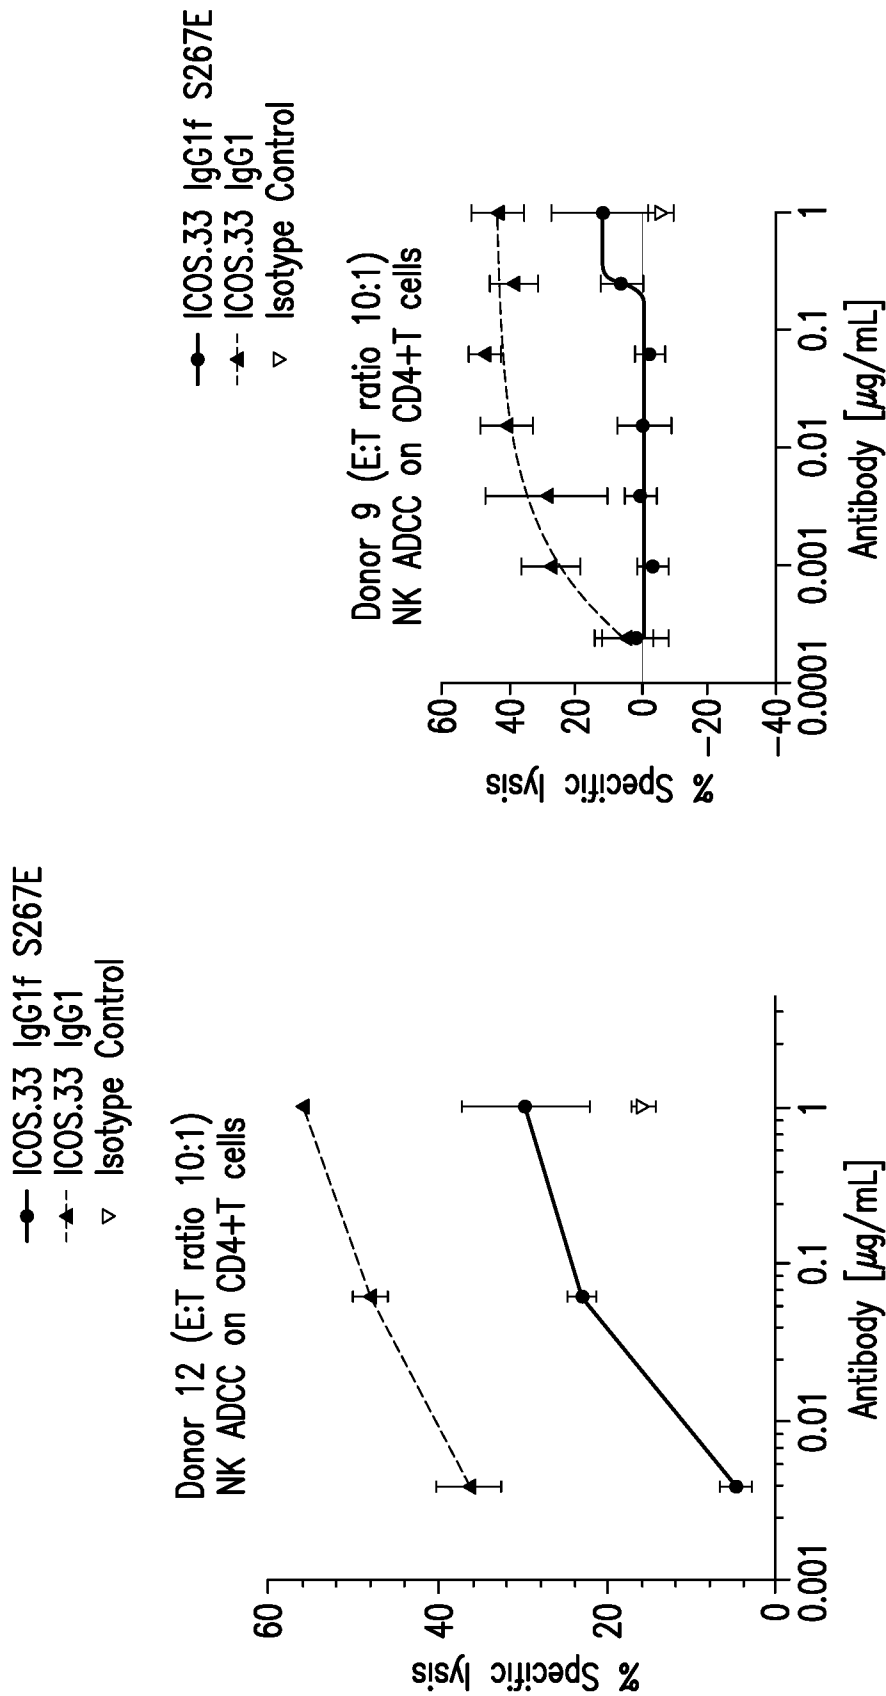 ICOS.33 IgG1f S267E
ICOS.33 IgG1
Isotype Control
Donor 12 (E:T ratio 10:1)
NK ADCC on CD4+T cells
% Specific lysis
60
40
20
0
0.001
0.01
0.1
1
Antibody [µg/mL]
ICOS.33 IgG1f S267E
ICOS.33 IgG1
Isotype Control
Donor 9 (E:T ratio 10:1)
NK ADCC on CD4+T cells
% Specific lysis
60
40
20
0
−20
−40
0.0001
0.001
0.01
0.1
1
Antibody [µg/mL]